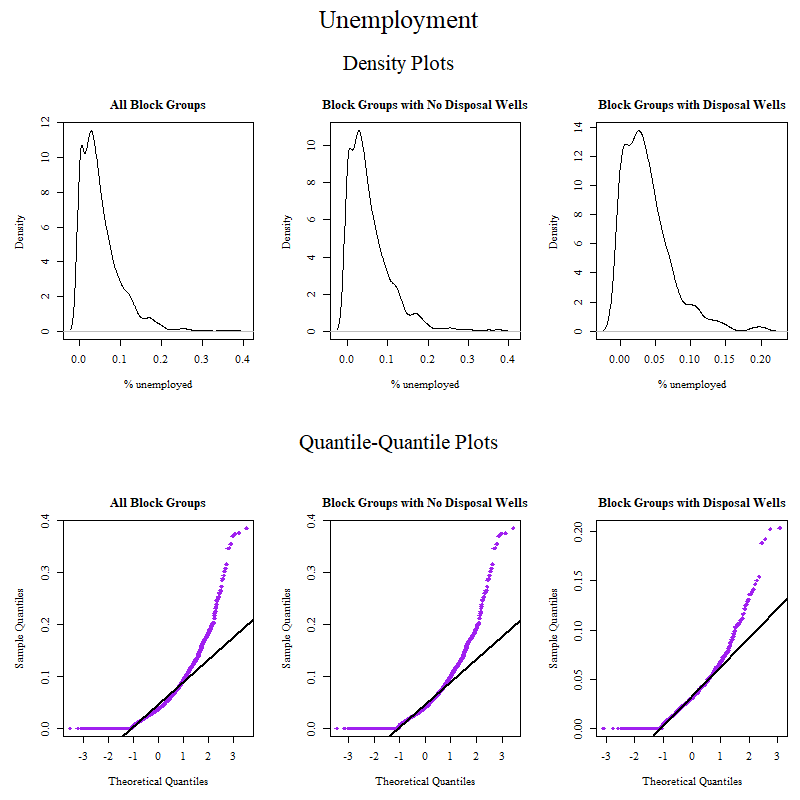 Unemployment
Density Plots
All Block Groups
Block Groups with No Disposal Wells
Block Groups with Disposal Wells
Density
0 2 4 6 8 10 12
0.0 0.1 0.2 0.3 0.4
% unemployed
Density
0 2 4 6 8 10
0.0 0.1 0.2 0.3 0.4
% unemployed
Density
0 2 4 6 8 10 12 14
0.00 0.05 0.10 0.15 0.20
% unemployed
Quantile-Quantile Plots
All Block Groups
Block Groups with No Disposal Wells
Block Groups with Disposal Wells
Sample Quantiles
0.0 0.1 0.2 0.3 0.4
-3 -2 -1 0 1 2 3
Theoretical Quantiles
Sample Quantiles
0.0 0.1 0.2 0.3 0.4
-3 -2 -1 0 1 2 3
Theoretical Quantiles
Sample Quantiles
0.00 0.05 0.10 0.15 0.20
-3 -2 -1 0 1 2 3
Theoretical Quantiles